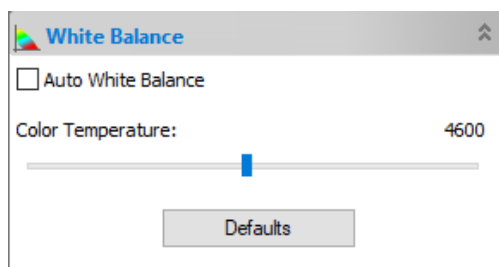 White Balance
Auto White Balance
Color Temperature: 4600
Defaults